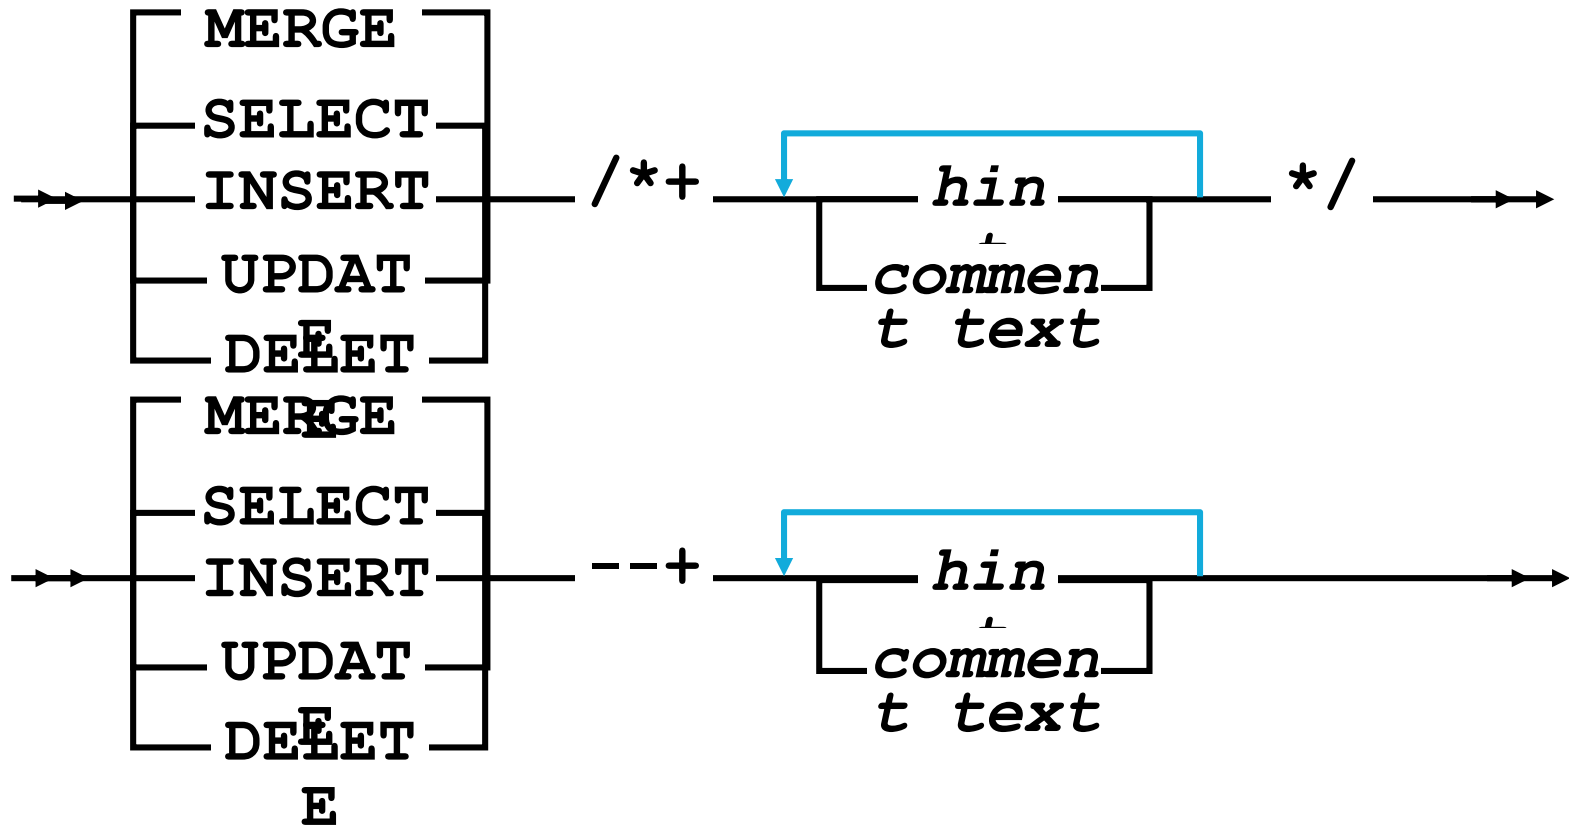 MERGE
SELECT
INSERT
UPDAT
E
DELET
E
/*+
hin
t
commen
t text
*/
MERGE
SELECT
INSERT
UPDAT
E
DELET
E
--+
hin
t
commen
t text